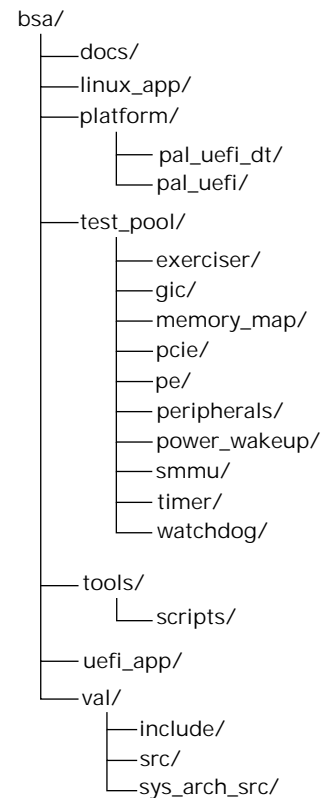 bsa/
docs/
linux_app/
platform/
pal_uefi_dt/
pal_uefi/
test_pool/
exerciser/
gic/
memory_map/
pcie/
pe/
peripherals/
power_wakeup/
smmu/
timer/
watchdog/
tools/
scripts/
uefi_app/
val/
include/
src/
sys_arch_src/